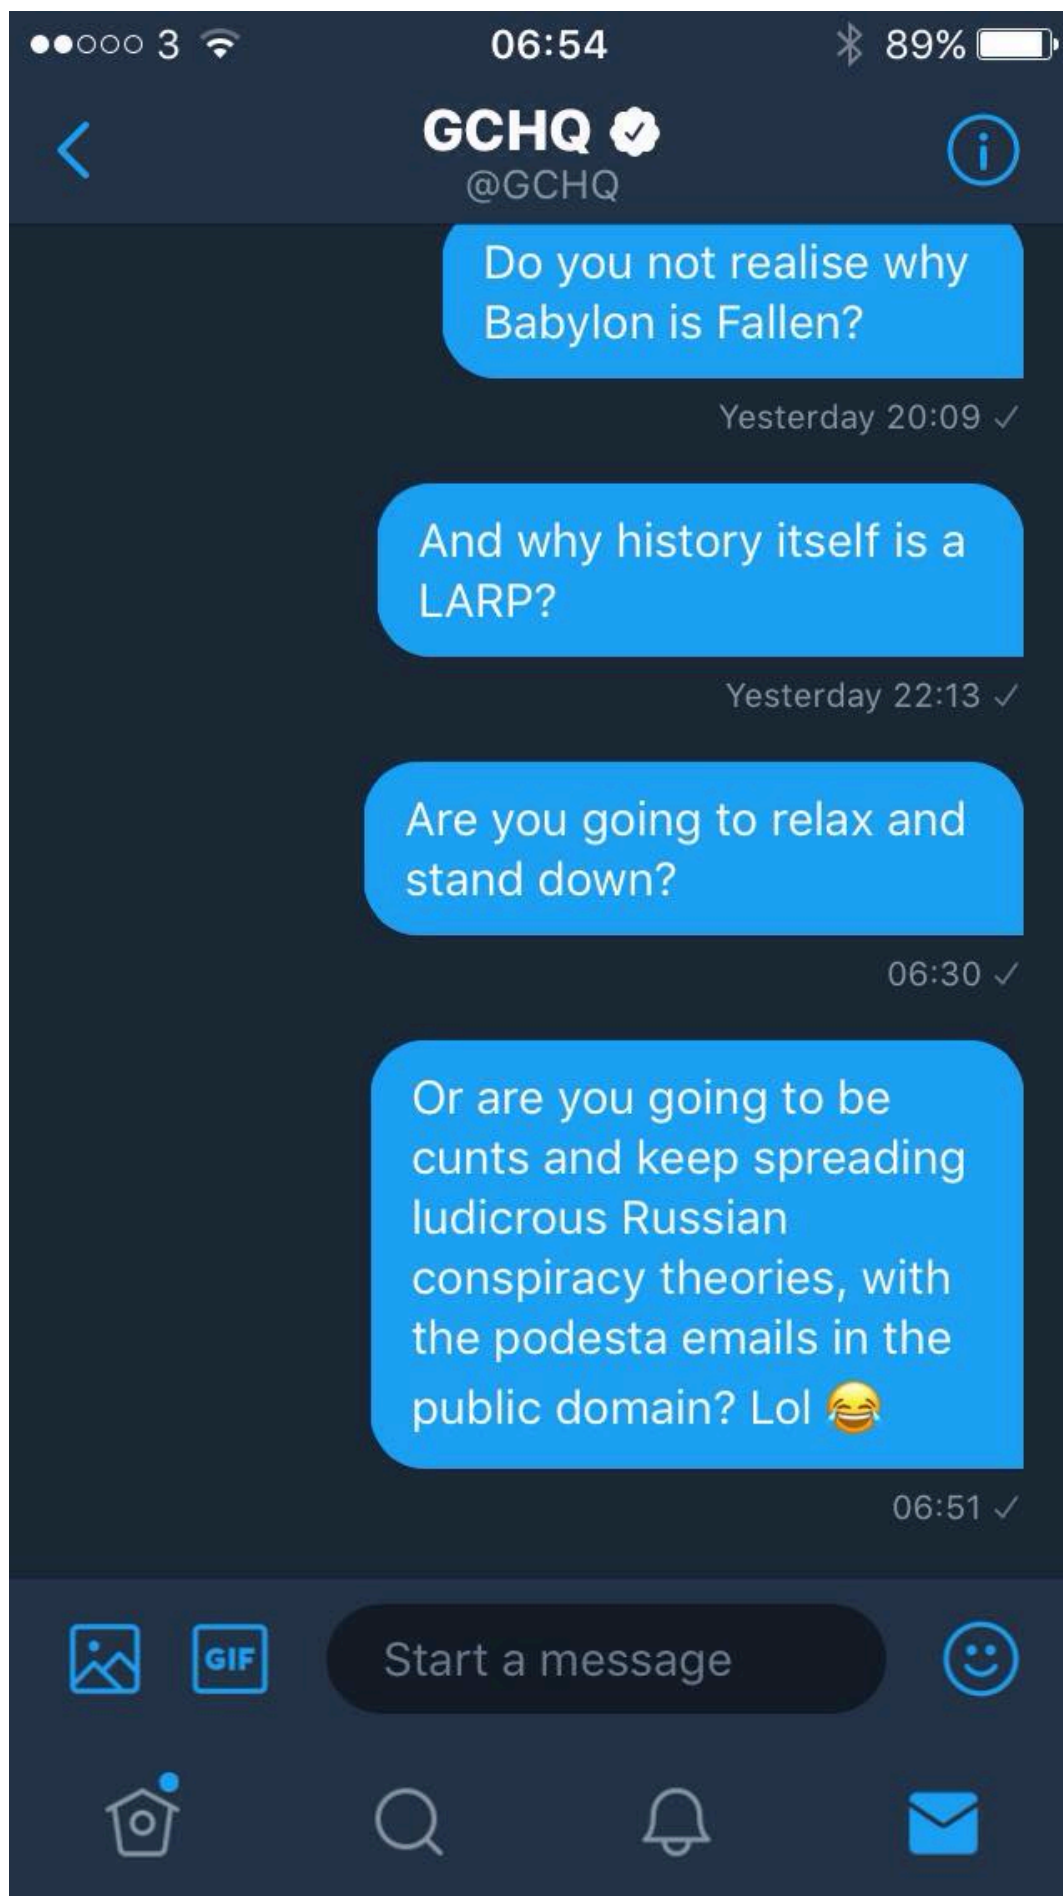 3 06:54 89%
GCHQ
@GCHQ
Do you not realise why
Babylon is Fallen?
Yesterday 20:09 ✓
And why history itself is a
LARP?
Yesterday 22:13 ✓
Are you going to relax and
stand down?
06:30 ✓
Or are you going to be
cunts and keep spreading
ludicrous Russian
conspiracy theories, with
the podesta emails in the
public domain? Lol 😂
06:51 ✓
GIF Start a message